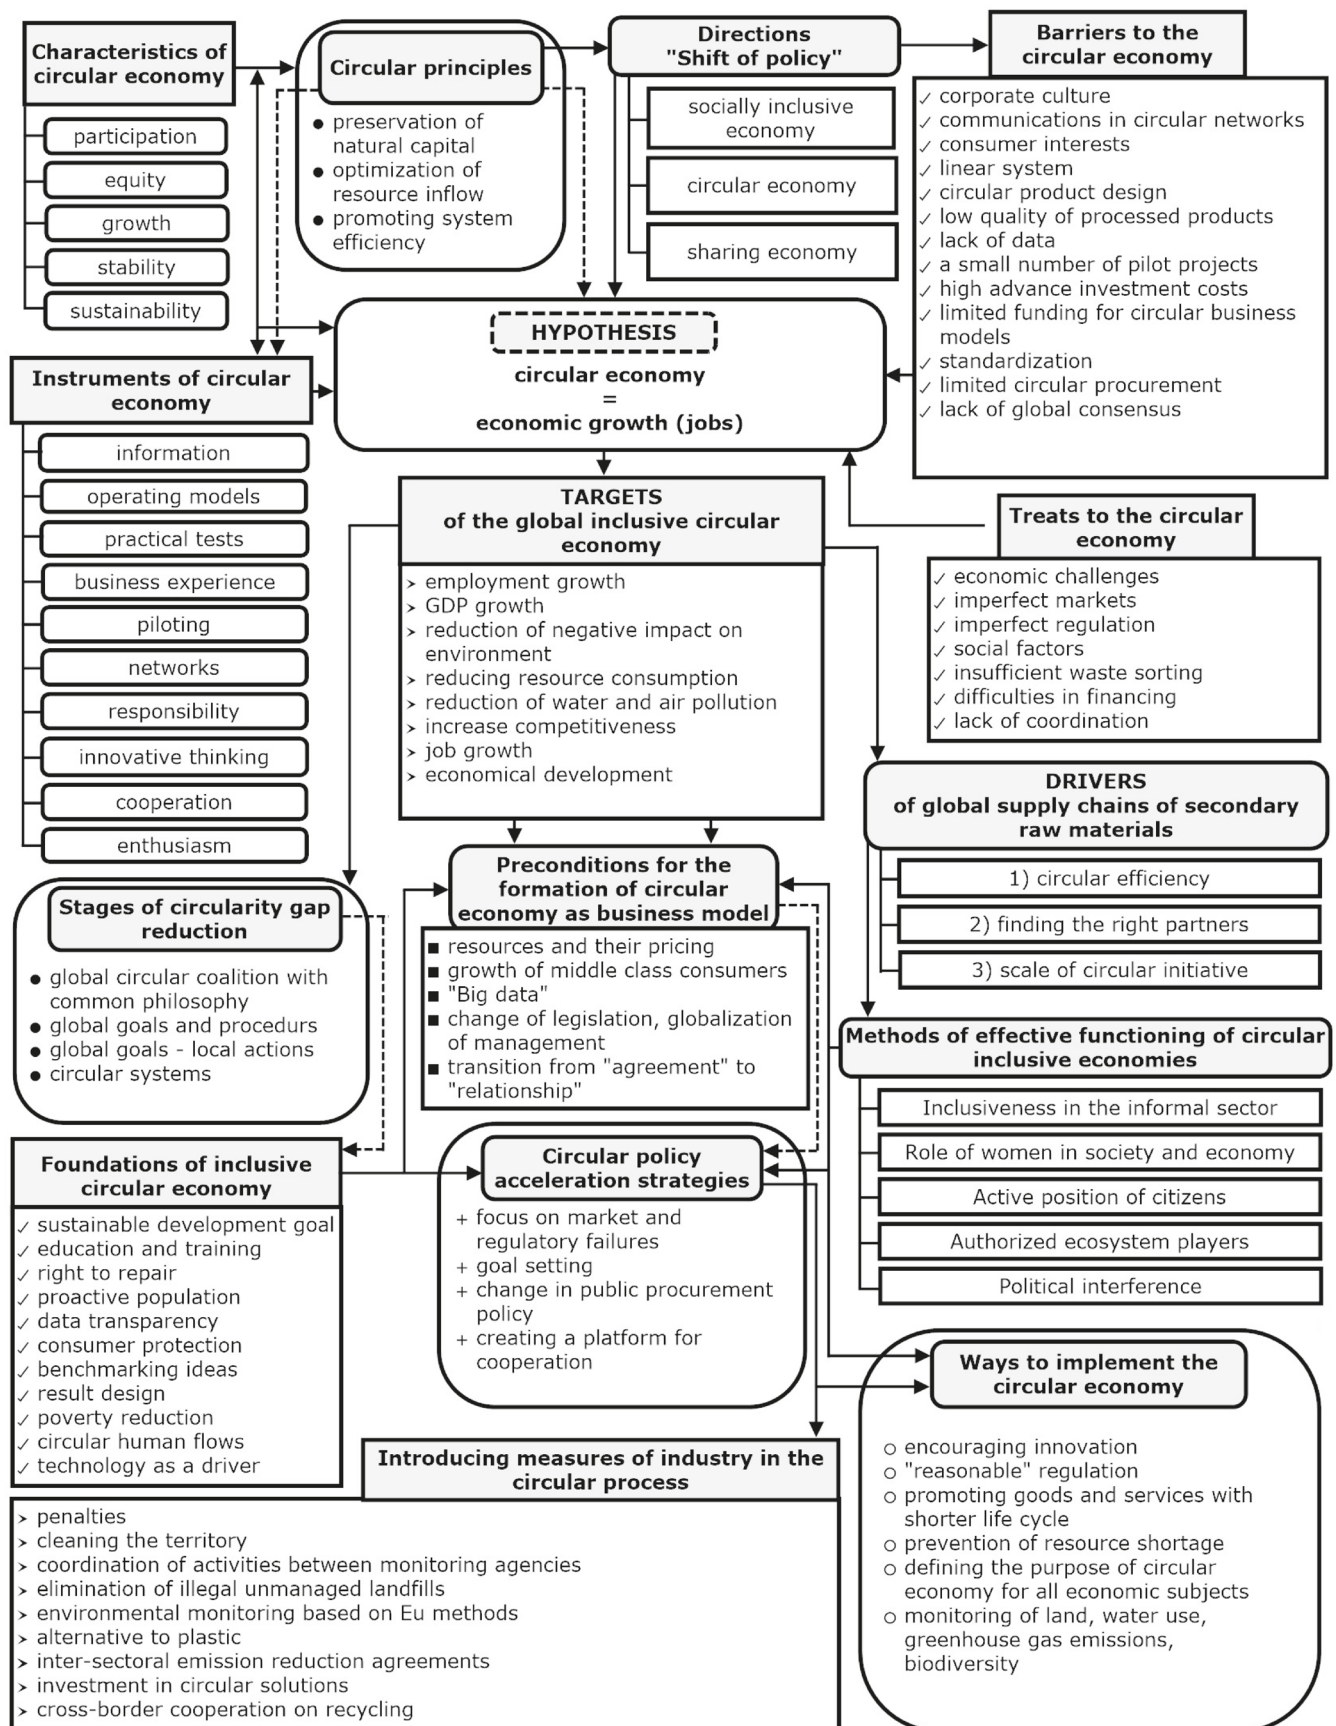 Characteristics of
circular economy
participation
equity
growth
stability
sustainability
Circular principles
● preservation of
natural capital
● optimization of
resource inflow
● promoting system
efficiency
Directions
"Shift of policy"
socially inclusive
economy
circular economy
sharing economy
Barriers to the
circular economy
✓ corporate culture
✓ communications in circular networks
✓ consumer interests
✓ linear system
✓ circular product design
✓ low quality of processed products
✓ lack of data
✓ a small number of pilot projects
✓ high advance investment costs
✓ limited funding for circular business
models
✓ standardization
✓ limited circular procurement
✓ lack of global consensus
HYPOTHESIS
circular economy
=
economic growth (jobs)
Instruments of circular
economy
information
operating models
practical tests
business experience
piloting
networks
responsibility
innovative thinking
cooperation
enthusiasm
TARGETS
of the global inclusive circular
economy
➢ employment growth
➢ GDP growth
➢ reduction of negative impact on
environment
➢ reducing resource consumption
➢ reduction of water and air pollution
➢ increase competitiveness
➢ job growth
➢ economical development
Treats to the circular
economy
✓ economic challenges
✓ imperfect markets
✓ imperfect regulation
✓ social factors
✓ insufficient waste sorting
✓ difficulties in financing
✓ lack of coordination
DRIVERS
of global supply chains of secondary
raw materials
1) circular efficiency
2) finding the right partners
3) scale of circular initiative
Stages of circularity gap
reduction
● global circular coalition with
common philosophy
● global goals and procedurs
● global goals - local actions
● circular systems
Preconditions for the
formation of circular
economy as business model
■ resources and their pricing
■ growth of middle class consumers
■ "Big data"
■ change of legislation, globalization
of management
■ transition from "agreement" to
"relationship"
Methods of effective functioning of circular
inclusive economies
Inclusiveness in the informal sector
Role of women in society and economy
Active position of citizens
Authorized ecosystem players
Political interference
Foundations of inclusive
circular economy
✓ sustainable development goal
✓ education and training
✓ right to repair
✓ proactive population
✓ data transparency
✓ consumer protection
✓ benchmarking ideas
✓ result design
✓ poverty reduction
✓ circular human flows
✓ technology as a driver
Circular policy
acceleration strategies
+ focus on market and
regulatory failures
+ goal setting
+ change in public procurement
policy
+ creating a platform for
cooperation
Ways to implement the
circular economy
○ encouraging innovation
○ "reasonable" regulation
○ promoting goods and services with
shorter life cycle
○ prevention of resource shortage
○ defining the purpose of circular
economy for all economic subjects
○ monitoring of land, water use,
greenhouse gas emissions,
biodiversity
Introducing measures of industry in the
circular process
➢ penalties
➢ cleaning the territory
➢ coordination of activities between monitoring agencies
➢ elimination of illegal unmanaged landfills
➢ environmental monitoring based on Eu methods
➢ alternative to plastic
➢ inter-sectoral emission reduction agreements
➢ investment in circular solutions
➢ cross-border cooperation on recycling